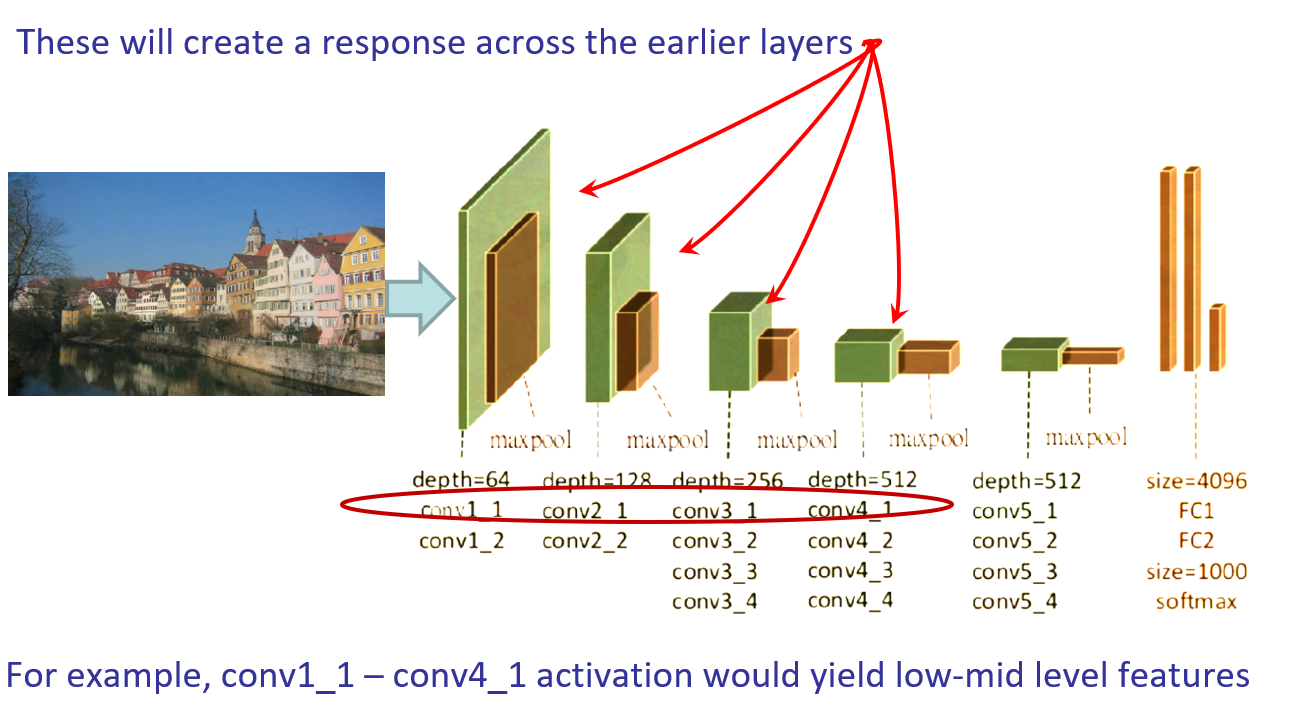 These will create a response across the earlier layers
maxpool maxpool maxpool maxpool maxpool
depth=64 depth=128 depth=256 depth=512 depth=512 size=4096
conv1_1 conv2_1 conv3_1 conv4_1 conv5_1 FC1
conv1_2 conv2_2 conv3_2 conv4_2 conv5_2 FC2
conv3_3 conv4_3 conv5_3 size=1000
conv3_4 conv4_4 conv5_4 softmax
For example, conv1_1 – conv4_1 activation would yield low-mid level features